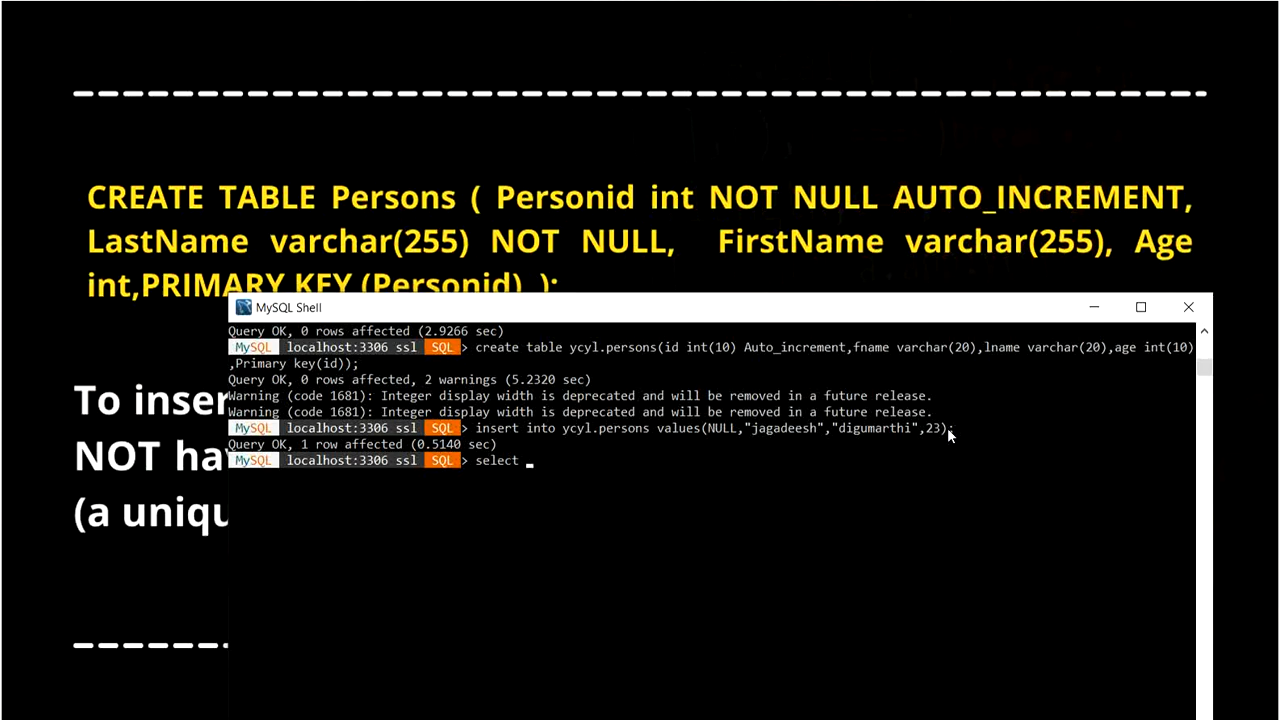 CREATE TABLE Persons ( Personid int NOT NULL AUTO_INCREMENT,
LastName varchar(255) NOT NULL, FirstName varchar(255), Age
int,PRIMARY KEY (Personid) );
MySQL Shell
Query OK, 0 rows affected (2.9266 sec)
MySQL localhost:3306 ssl SQL > create table ycyl.persons(id int(10) Auto_increment,fname varchar(20),lname varchar(20),age int(10)
,Primary key(id));
Query OK, 0 rows affected, 2 warnings (5.2320 sec)
Warning (code 1681): Integer display width is deprecated and will be removed in a future release.
To inser
Warning (code 1681): Integer display width is deprecated and will be removed in a future release.
MySQL localhost:3306 ssl SQL > insert into ycyl.persons values(NULL,"jagadeesh","digumarthi",23);
Query OK, 1 row affected (0.5140 sec)
NOT ha
MySQL localhost:3306 ssl SQL > select _
(a uniqu